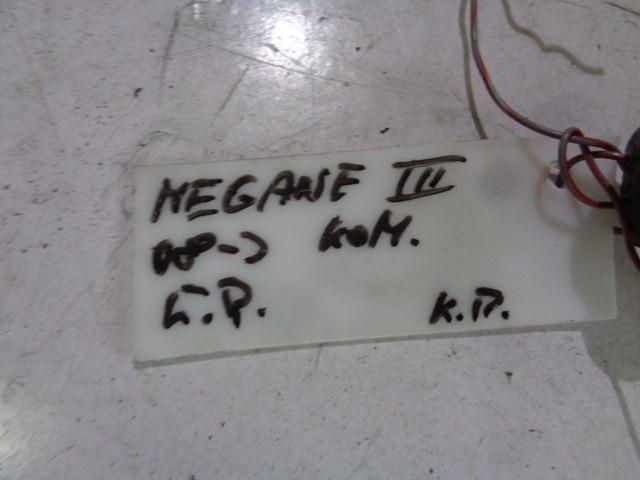 MEGANE III
08-> KOM.
L.P. K.P.